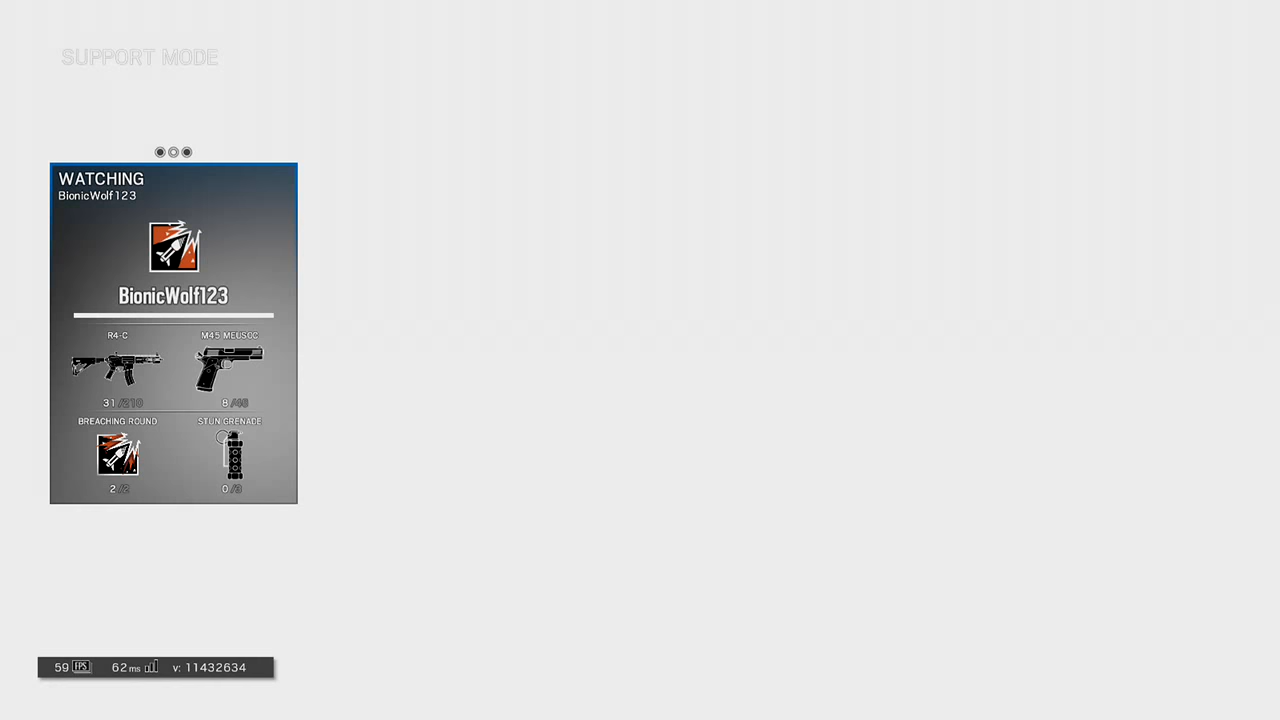 SUPPORT MODE
WATCHING
BionicWolf123
BionicWolf123
R4-C
M45 MEUSOC
31/210
8/48
BREACHING ROUND
STUN GRENADE
2/2
0/3
59 FPS 62 ms v: 11432634